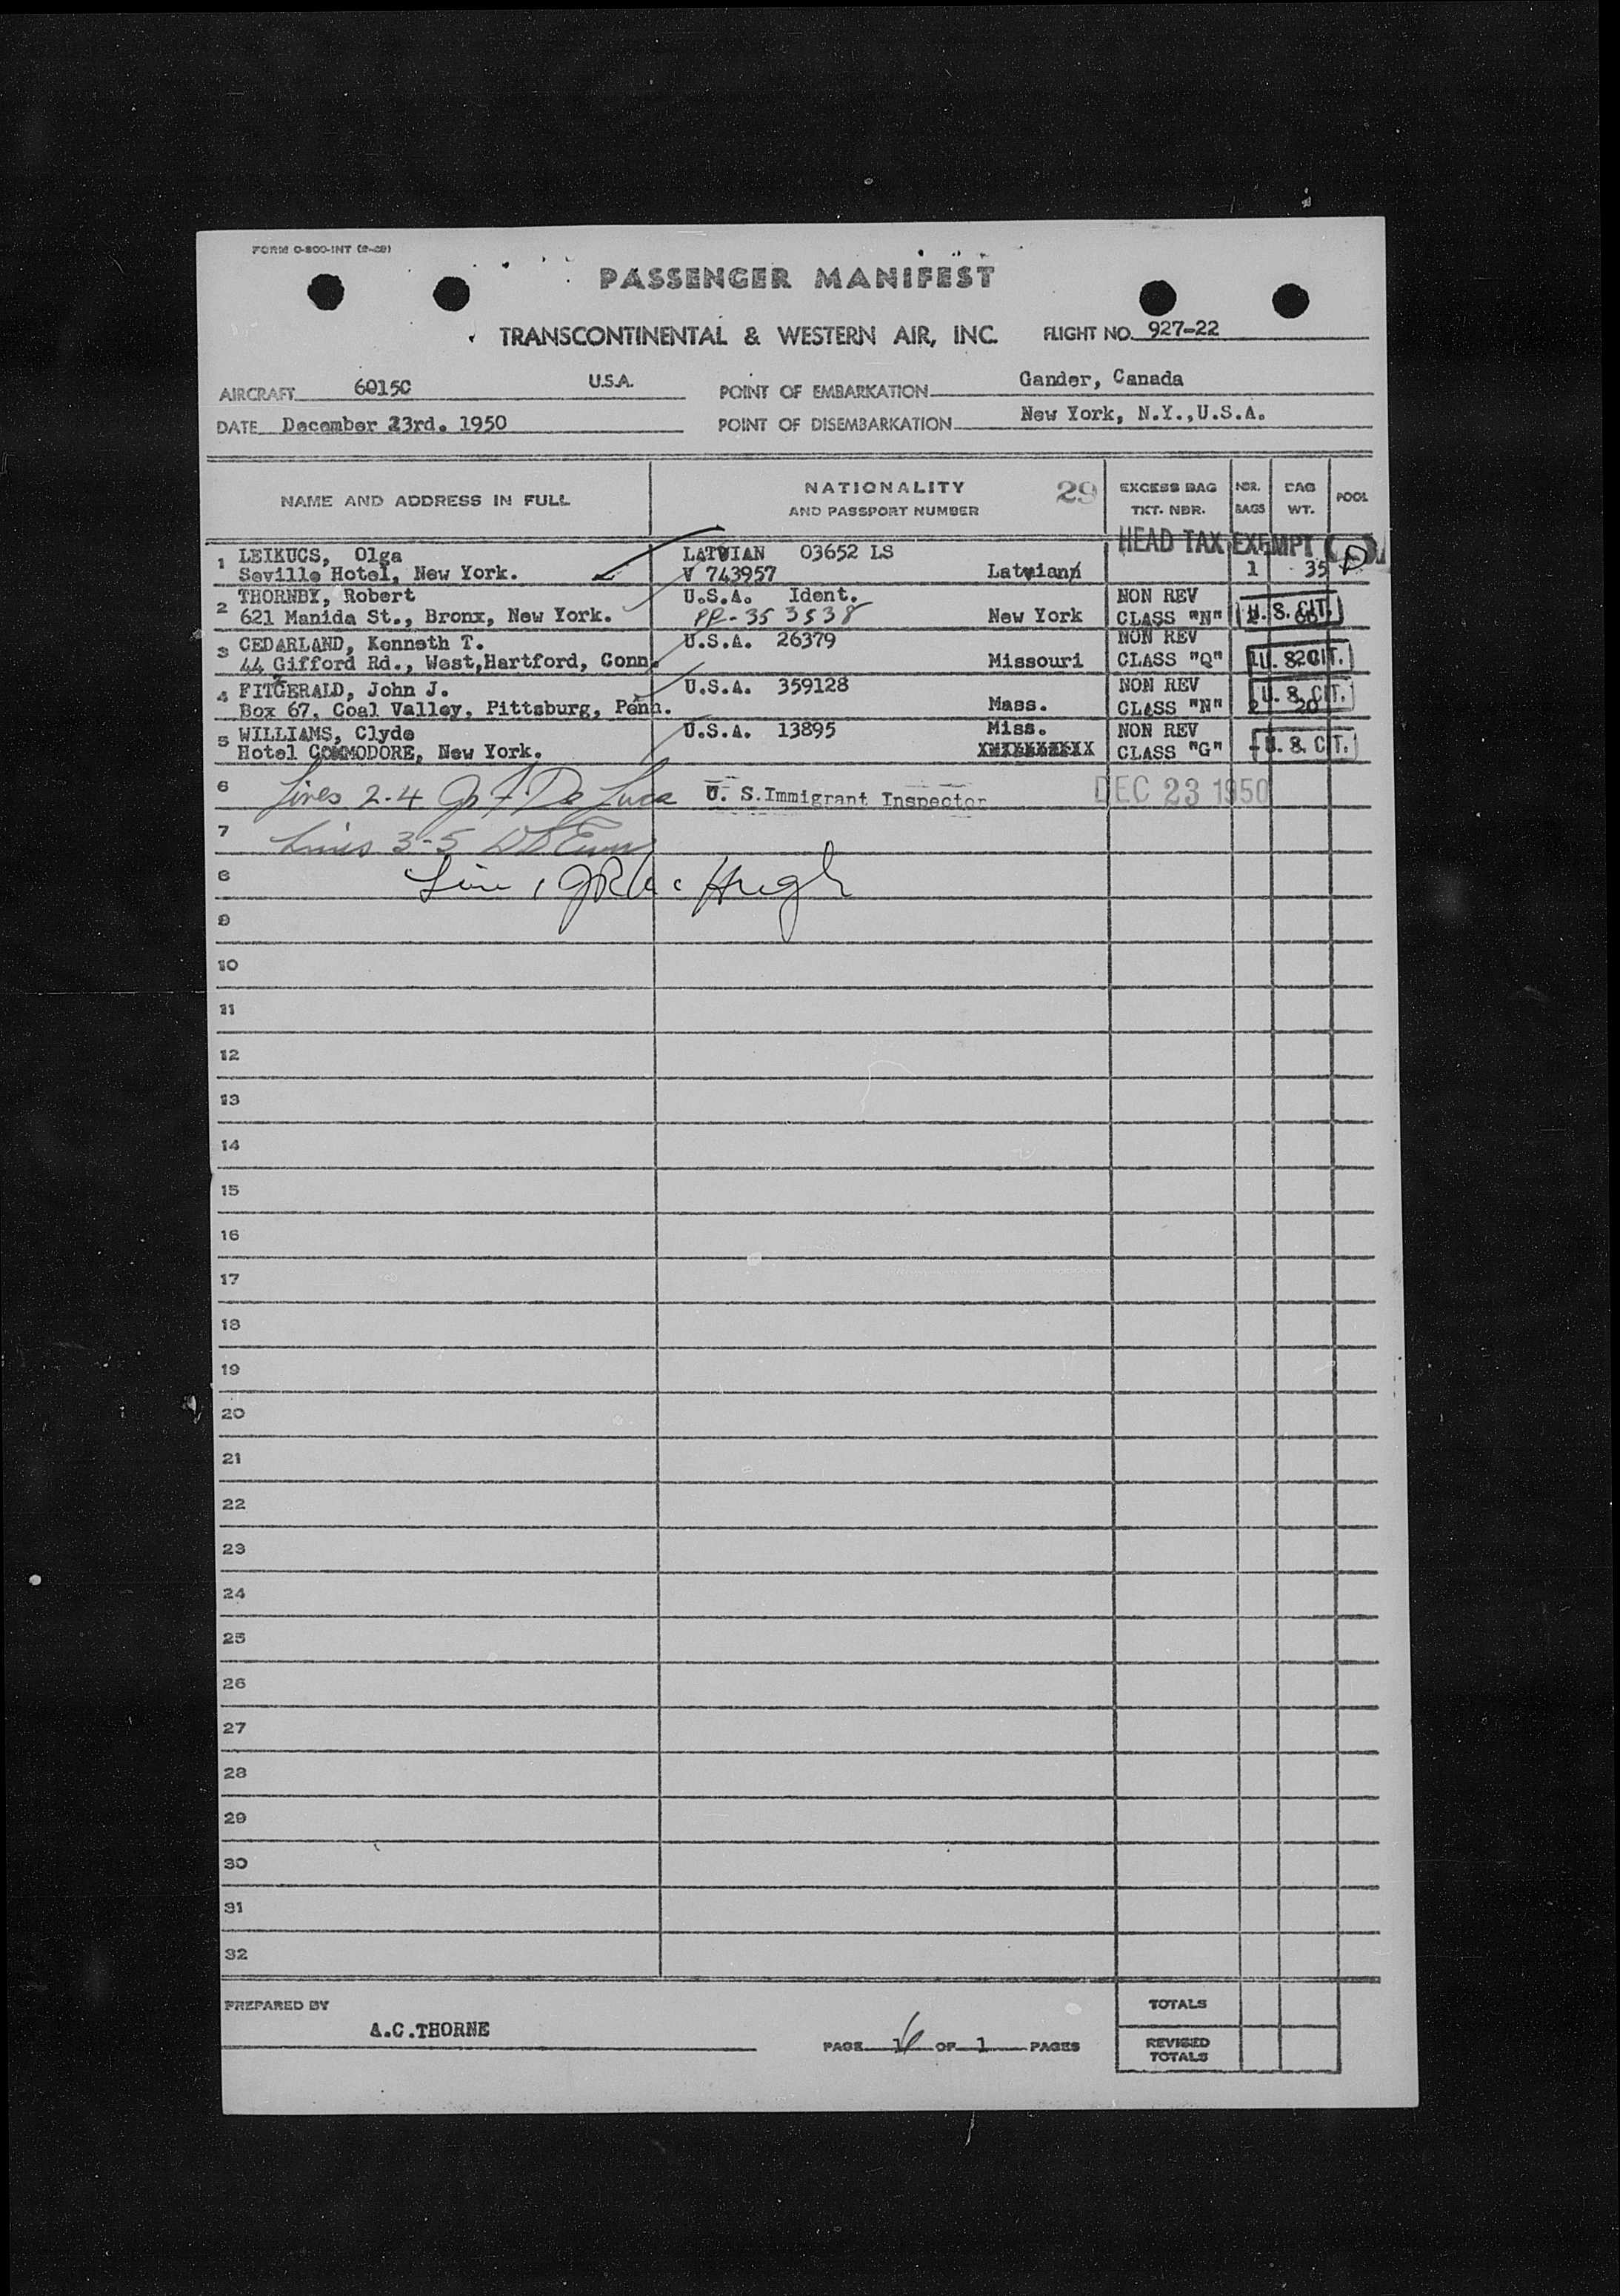 FORM O-800-INT
PASSENGER MANIFEST
TRANSCONTINENTAL & WESTERN AIR, INC. FLIGHT NO. 927-22
AIRCRAFT 6015C U.S.A. POINT OF EMBARKATION Gander, Canada
DATE December 23rd. 1950 POINT OF DISEMBARKATION New York, N.Y.,U.S.A.
NAME AND ADDRESS IN FULL NATIONALITY AND PASSPORT NUMBER 29 EXCESS BAG TKT. NBR. NBR. BAGS BAG WT. POOL
HEAD TAX EXEMPT
1 LEIKUCS, Olga LATVIAN 03652 LS
Seville Hotel, New York. V 743957 Latvian 1 35
2 THORNBY, Robert U.S.A. Ident. NON REV
621 Manida St., Bronx, New York. PP-35 3538 New York CLASS "N" U. S. CIT.
3 CEDARLAND, Kenneth T. U.S.A. 26379 NON REV
44 Gifford Rd., West,Hartford, Conn. Missouri CLASS "Q" 1 U. S. CIT. 20
4 FITZGERALD, John J. U.S.A. 359128 NON REV
Box 67, Coal Valley, Pittsburg, Penn. Mass. CLASS "N" 2 U. S. CIT. 20
5 WILLIAMS, Clyde U.S.A. 13895 Miss. NON REV
Hotel COMMODORE, New York. CLASS "G" U. S. CIT.
6 Lines 2-4 De Luca U. S.Immigrant Inspector DEC 23 1950
7 Lines 3-5
8 Line 1 Hugh
9
10
11
12
13
14
15
16
17
18
19
20
21
22
23
24
25
26
27
28
29
30
31
32
PREPARED BY A.C.THORNE TOTALS
PAGE OF 1 PAGES REVISED TOTALS